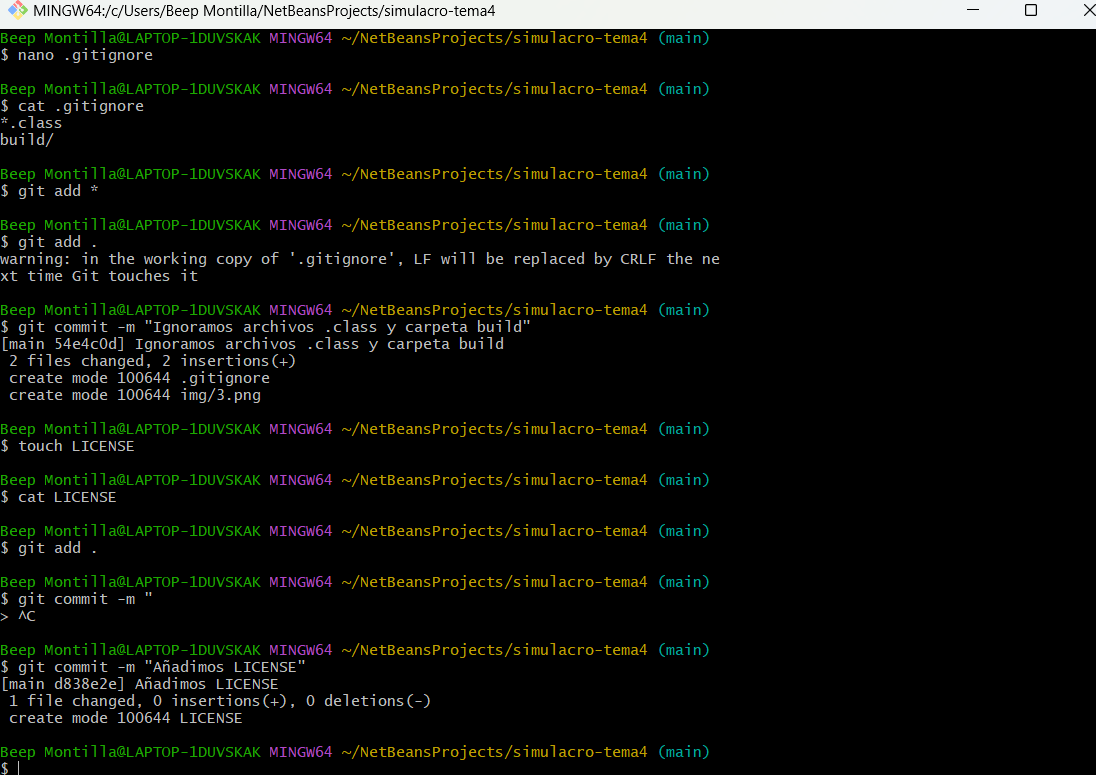 MINGW64:/c/Users/Beep Montilla/NetBeansProjects/simulacro-tema4
Beep Montilla@LAPTOP-1DUVSKAK MINGW64 ~/NetBeansProjects/simulacro-tema4 (main)
$ nano .gitignore
Beep Montilla@LAPTOP-1DUVSKAK MINGW64 ~/NetBeansProjects/simulacro-tema4 (main)
$ cat .gitignore
*.class
build/
Beep Montilla@LAPTOP-1DUVSKAK MINGW64 ~/NetBeansProjects/simulacro-tema4 (main)
$ git add *
Beep Montilla@LAPTOP-1DUVSKAK MINGW64 ~/NetBeansProjects/simulacro-tema4 (main)
$ git add .
warning: in the working copy of '.gitignore', LF will be replaced by CRLF the ne
xt time Git touches it
Beep Montilla@LAPTOP-1DUVSKAK MINGW64 ~/NetBeansProjects/simulacro-tema4 (main)
$ git commit -m "Ignoramos archivos .class y carpeta build"
[main 54e4c0d] Ignoramos archivos .class y carpeta build
 2 files changed, 2 insertions(+)
 create mode 100644 .gitignore
 create mode 100644 img/3.png
Beep Montilla@LAPTOP-1DUVSKAK MINGW64 ~/NetBeansProjects/simulacro-tema4 (main)
$ touch LICENSE
Beep Montilla@LAPTOP-1DUVSKAK MINGW64 ~/NetBeansProjects/simulacro-tema4 (main)
$ cat LICENSE
Beep Montilla@LAPTOP-1DUVSKAK MINGW64 ~/NetBeansProjects/simulacro-tema4 (main)
$ git add .
Beep Montilla@LAPTOP-1DUVSKAK MINGW64 ~/NetBeansProjects/simulacro-tema4 (main)
$ git commit -m "
> ^C
Beep Montilla@LAPTOP-1DUVSKAK MINGW64 ~/NetBeansProjects/simulacro-tema4 (main)
$ git commit -m "Añadimos LICENSE"
[main d838e2e] Añadimos LICENSE
 1 file changed, 0 insertions(+), 0 deletions(-)
 create mode 100644 LICENSE
Beep Montilla@LAPTOP-1DUVSKAK MINGW64 ~/NetBeansProjects/simulacro-tema4 (main)
$